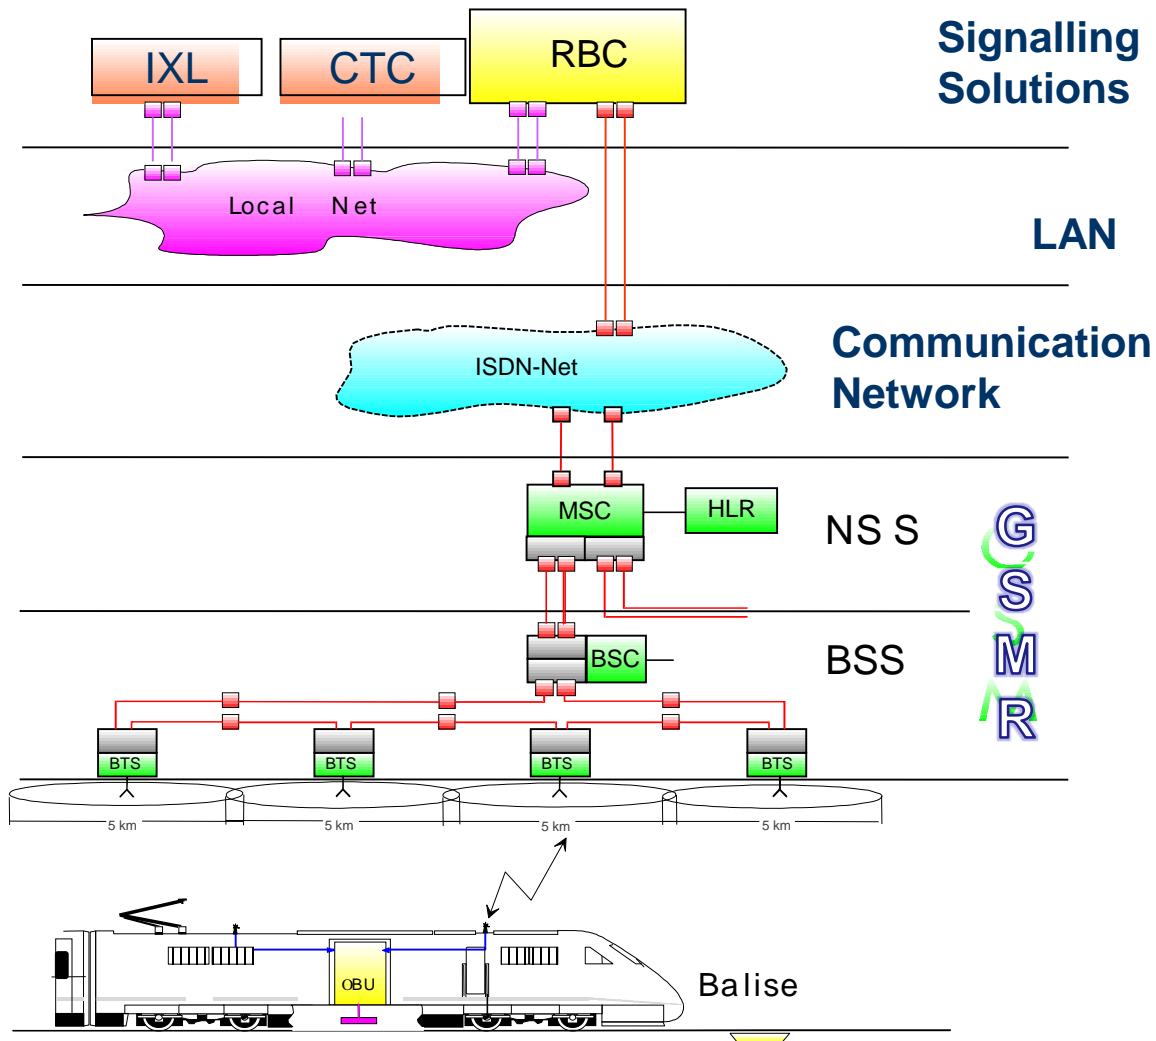 IXL
CTC
RBC
Signalling
Solutions
Local Net
LAN
ISDN-Net
Communication
Network
MSC
HLR
NS S
BSC
BSS
G
S
M
R
BTS
BTS
BTS
BTS
5 km
5 km
5 km
5 km
OBU
Balise